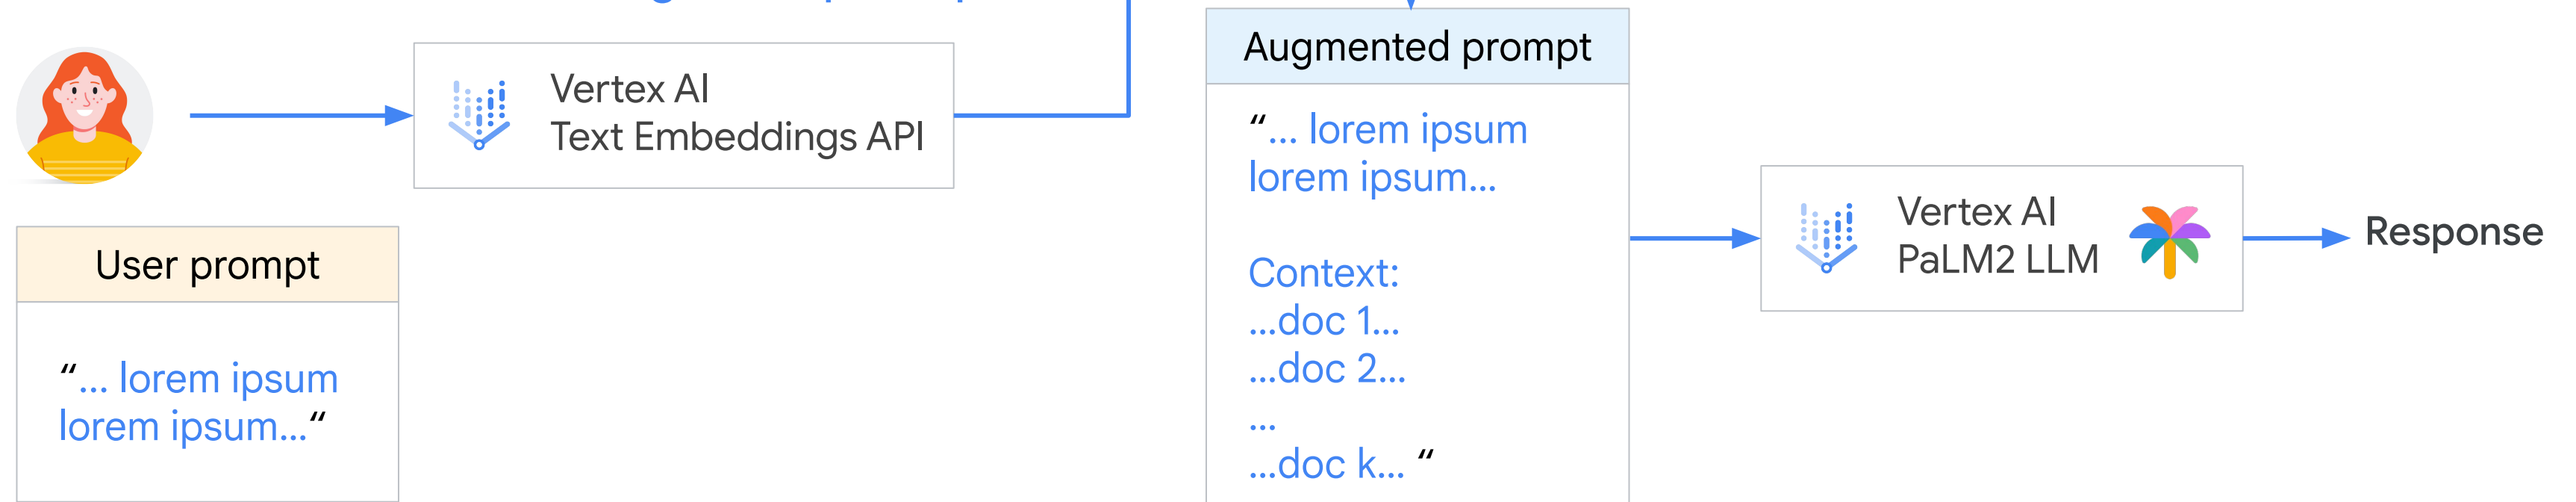 Vertex AI
Text Embeddings API
User prompt
“... lorem ipsum
lorem ipsum...“
Augmented prompt
“... lorem ipsum
lorem ipsum...
Context:
...doc 1...
...doc 2...
...
...doc k... “
Vertex AI
PaLM2 LLM
Response